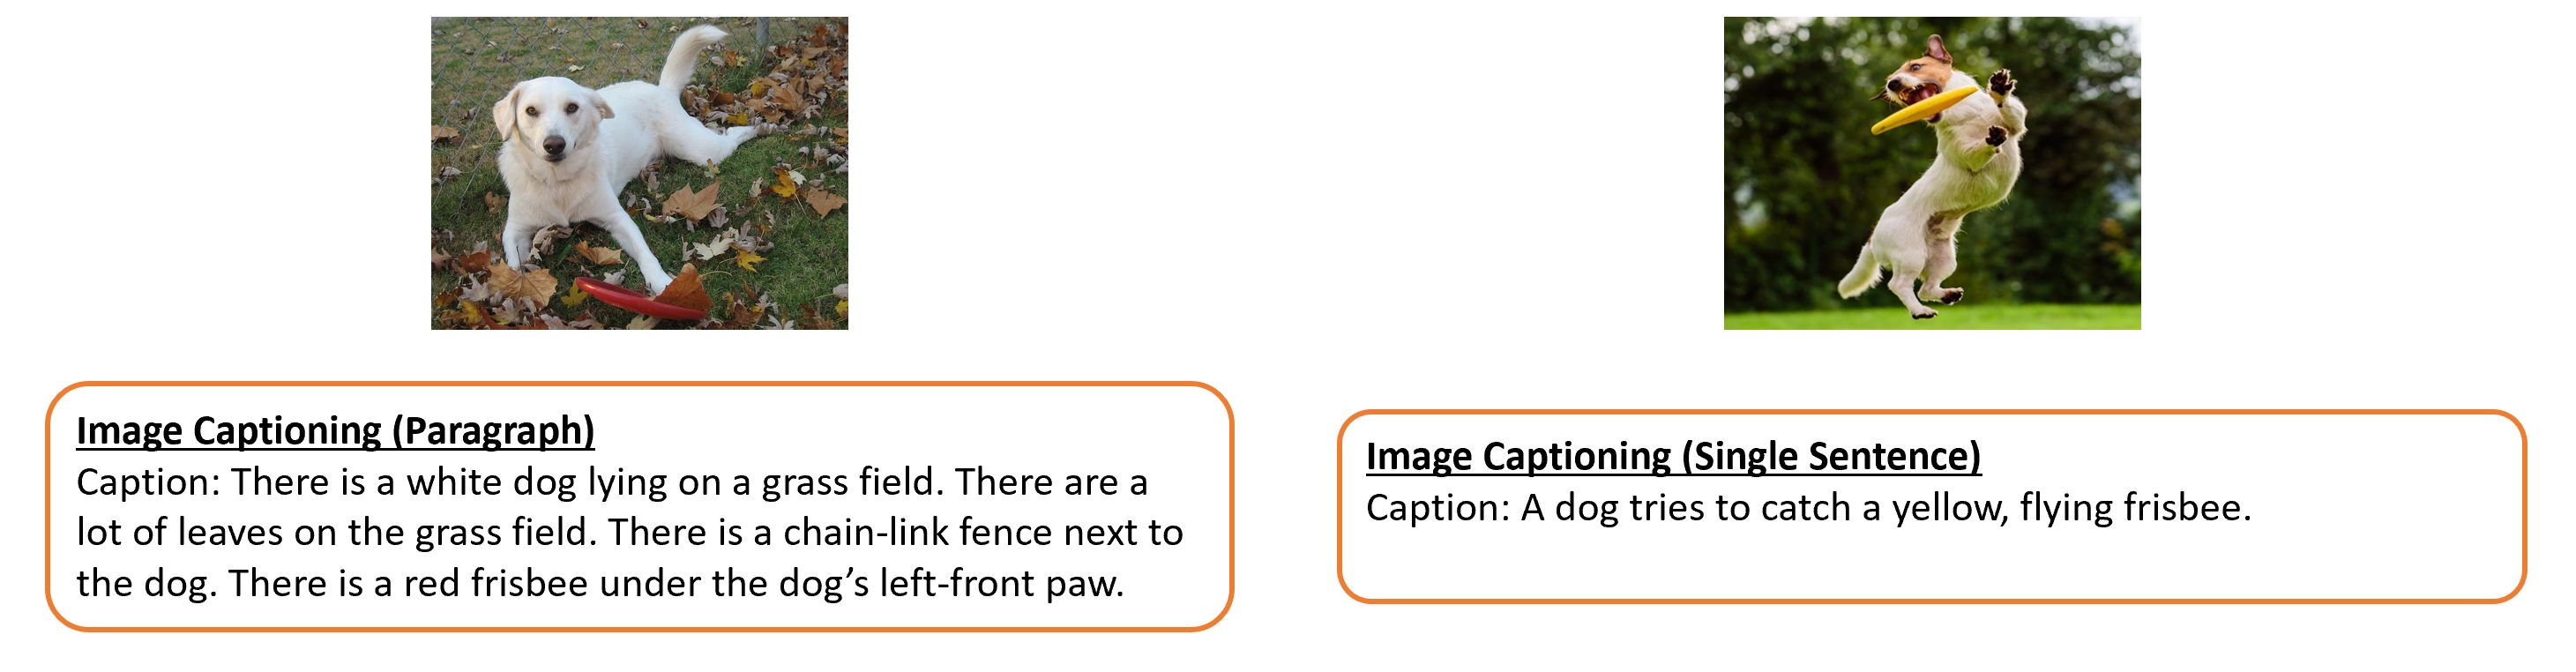 Image Captioning (Paragraph)
Caption: There is a white dog lying on a grass field. There are a
lot of leaves on the grass field. There is a chain-link fence next to
the dog. There is a red frisbee under the dog’s left-front paw.
Image Captioning (Single Sentence)
Caption: A dog tries to catch a yellow, flying frisbee.